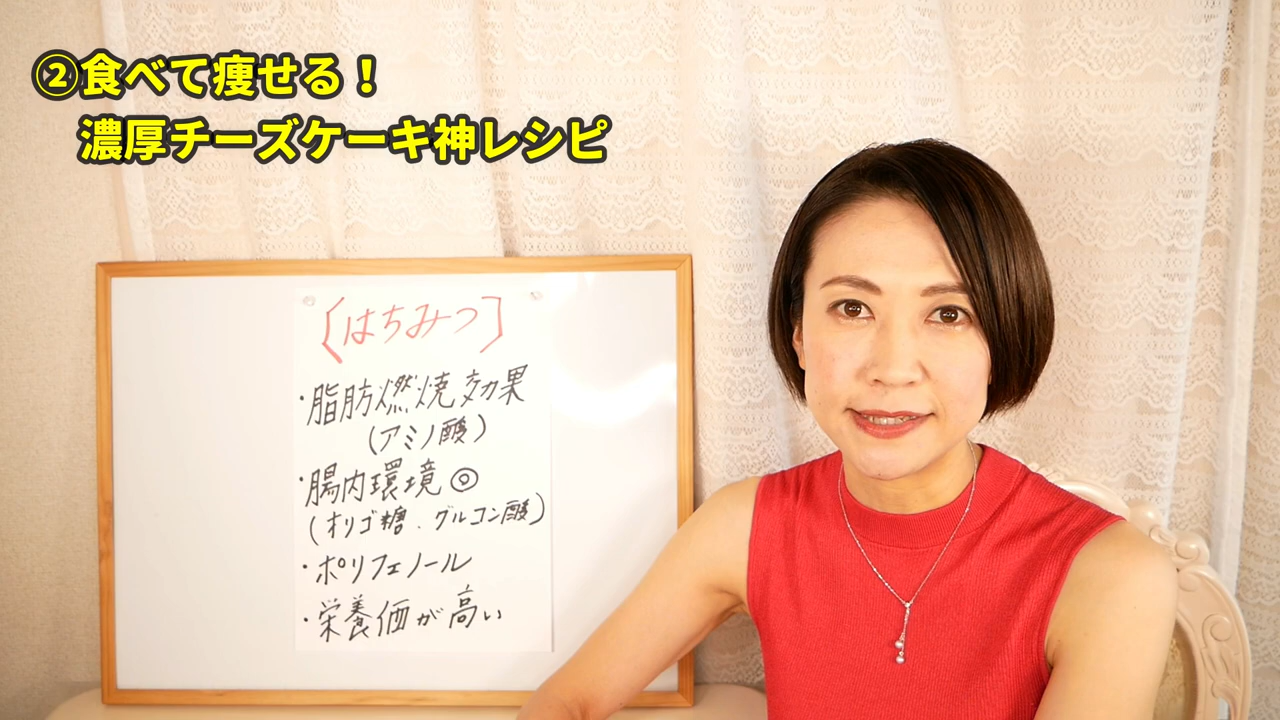 ②食べて痩せる！
濃厚チーズケーキ神レシピ
〔はちみつ〕
・脂肪燃焼効果
(アミノ酸)
・腸内環境◎
(オリゴ糖、グルコン酸)
・ポリフェノール
・栄養価が高い